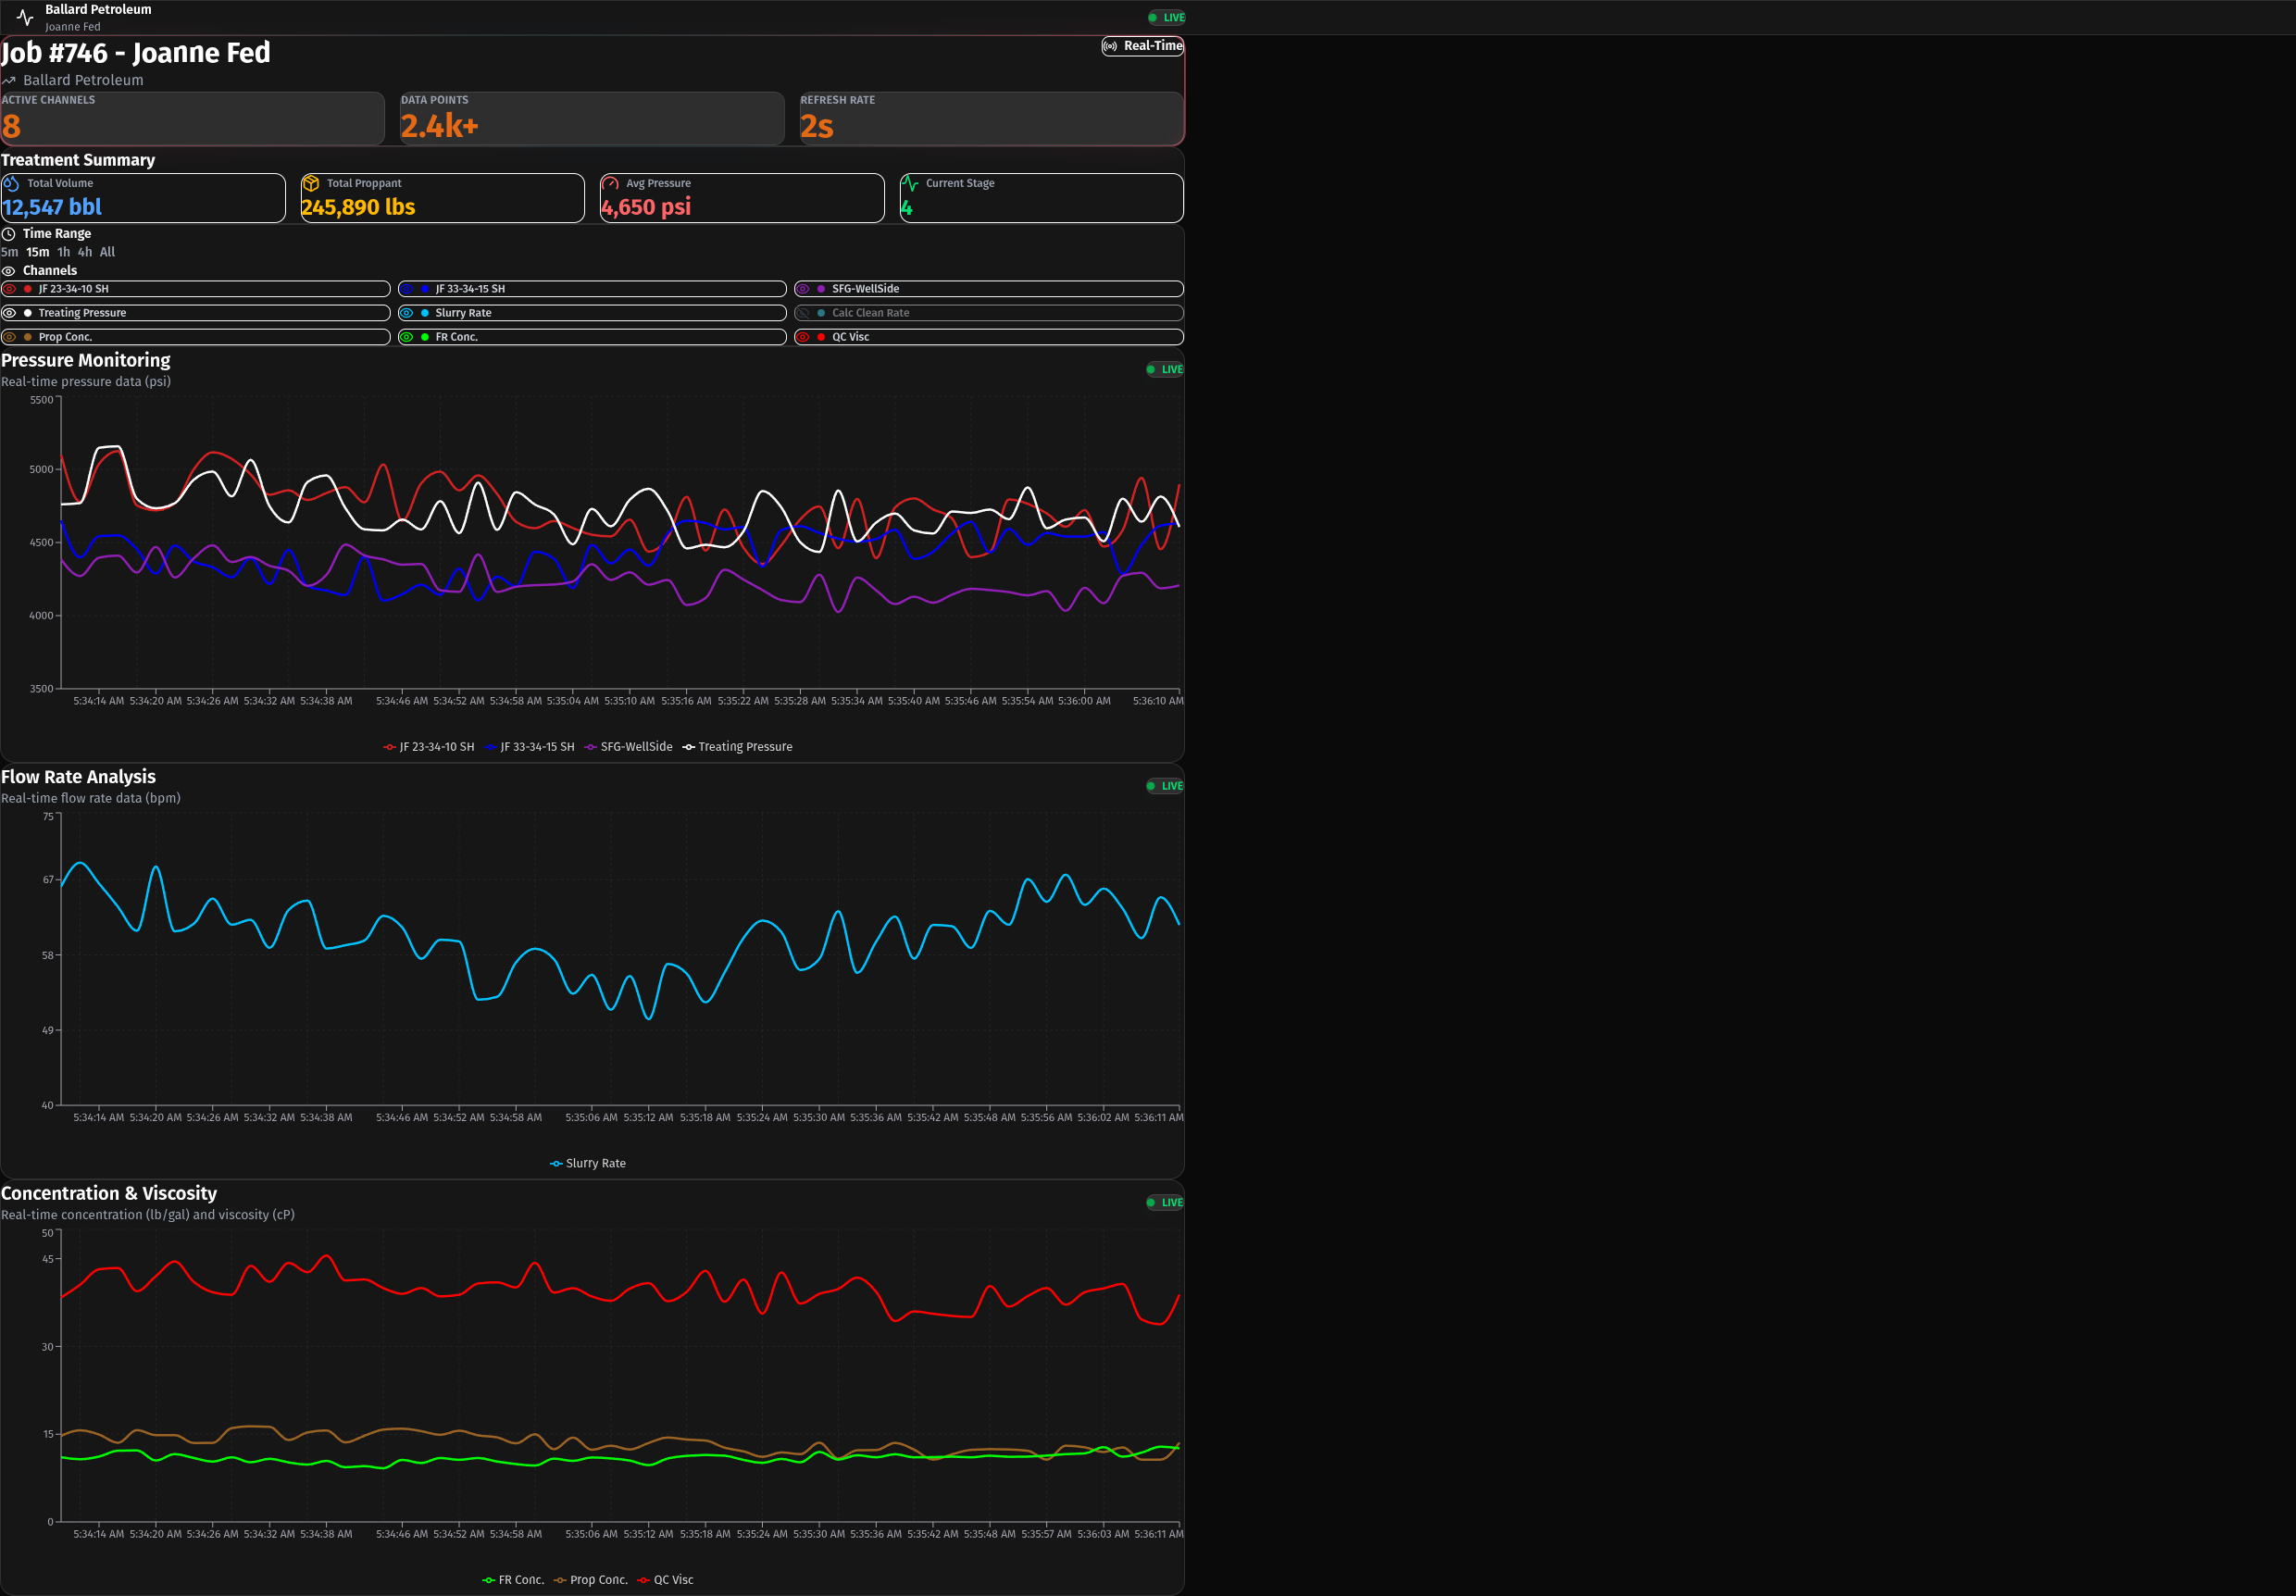 Ballard Petroleum
Joanne Fed
LIVE
Job #746 - Joanne Fed
Real-Time
Ballard Petroleum
ACTIVE CHANNELS
8
DATA POINTS
2.4k+
REFRESH RATE
2s
Treatment Summary
Total Volume
12,547 bbl
Total Proppant
245,890 lbs
Avg Pressure
4,650 psi
Current Stage
4
Time Range
5m 15m 1h 4h All
Channels
JF 23-34-10 SH
JF 33-34-15 SH
SFG-WellSide
Treating Pressure
Slurry Rate
Calc Clean Rate
Prop Conc.
FR Conc.
QC Visc
Pressure Monitoring
Real-time pressure data (psi)
LIVE
5500
5000
4500
4000
3500
5:34:14 AM 5:34:20 AM 5:34:26 AM 5:34:32 AM 5:34:38 AM 5:34:46 AM 5:34:52 AM 5:34:58 AM 5:35:04 AM 5:35:10 AM 5:35:16 AM 5:35:22 AM 5:35:28 AM 5:35:34 AM 5:35:40 AM 5:35:46 AM 5:35:54 AM 5:36:00 AM 5:36:10 AM
JF 23-34-10 SH JF 33-34-15 SH SFG-WellSide Treating Pressure
Flow Rate Analysis
Real-time flow rate data (bpm)
LIVE
75
67
58
49
40
5:34:14 AM 5:34:20 AM 5:34:26 AM 5:34:32 AM 5:34:38 AM 5:34:46 AM 5:34:52 AM 5:34:58 AM 5:35:06 AM 5:35:12 AM 5:35:18 AM 5:35:24 AM 5:35:30 AM 5:35:36 AM 5:35:42 AM 5:35:48 AM 5:35:56 AM 5:36:02 AM 5:36:11 AM
Slurry Rate
Concentration & Viscosity
Real-time concentration (lb/gal) and viscosity (cP)
LIVE
50
45
30
15
0
5:34:14 AM 5:34:20 AM 5:34:26 AM 5:34:32 AM 5:34:38 AM 5:34:46 AM 5:34:52 AM 5:34:58 AM 5:35:06 AM 5:35:12 AM 5:35:18 AM 5:35:24 AM 5:35:30 AM 5:35:36 AM 5:35:42 AM 5:35:48 AM 5:35:57 AM 5:36:03 AM 5:36:11 AM
FR Conc. Prop Conc. QC Visc